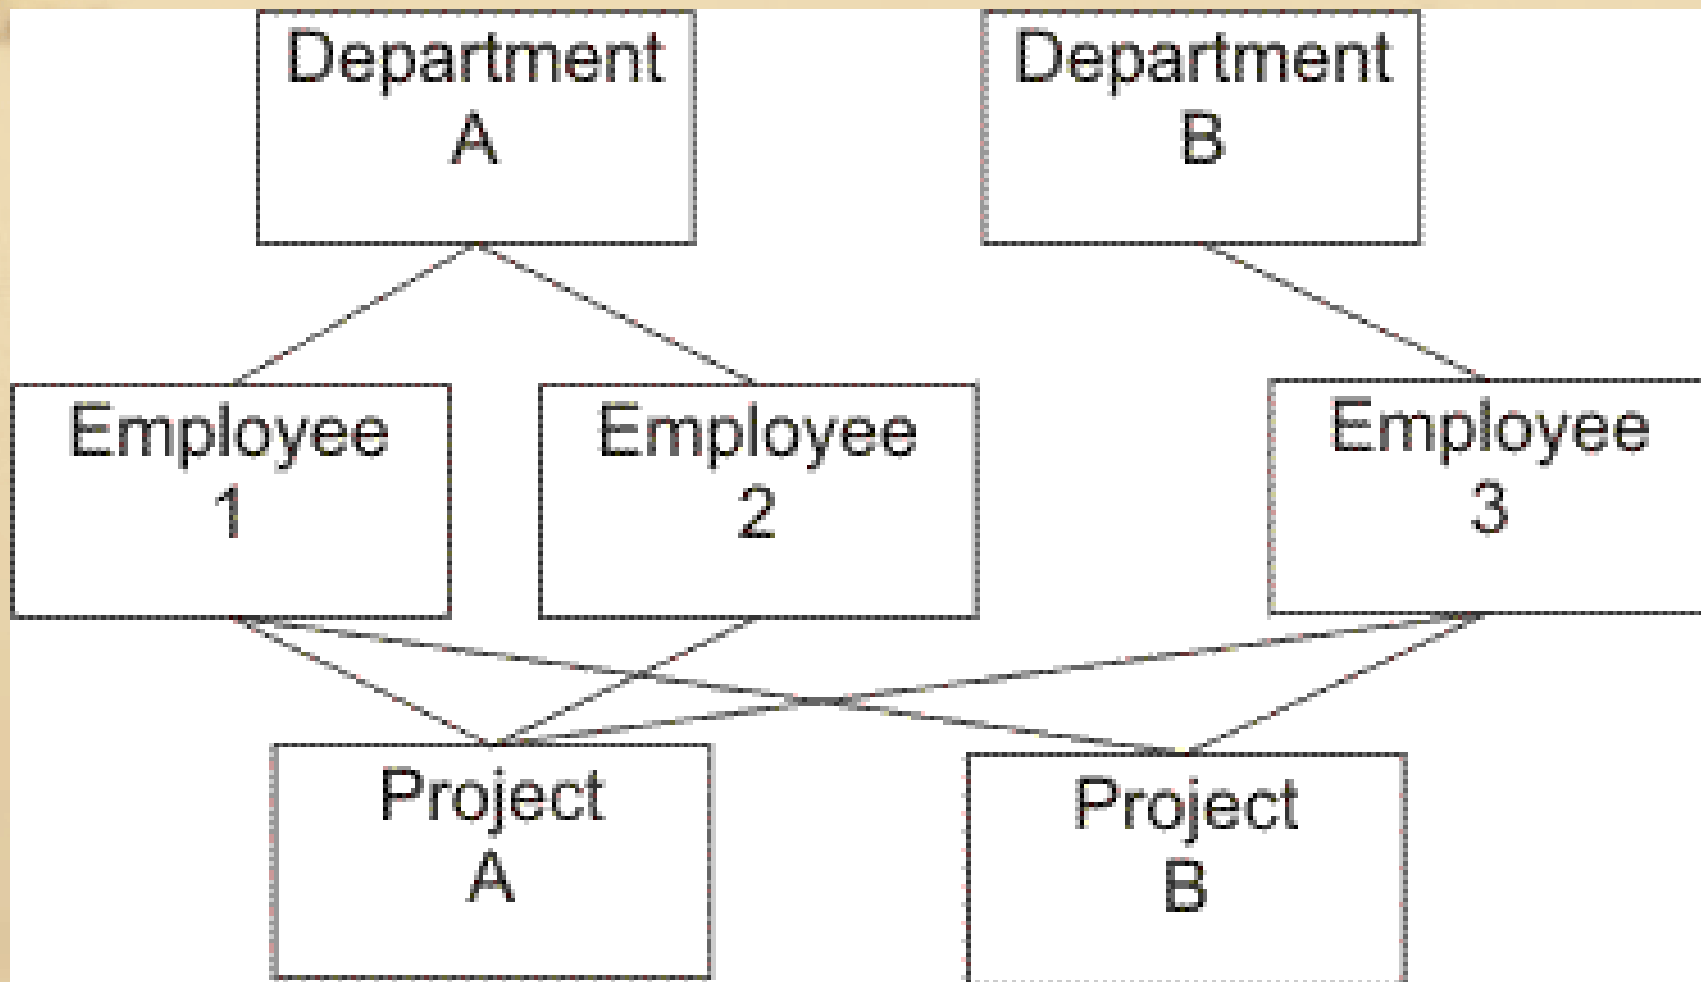 Department
A
Department
B
Employee
1
Employee
2
Employee
3
Project
A
Project
B